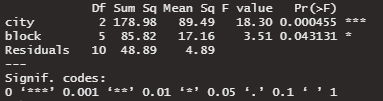 Df Sum Sq Mean Sq F value Pr(>F)
city 2 178.98 89.49 18.30 0.000455 ***
block 5 85.82 17.16 3.51 0.043131 *
Residuals 10 48.89 4.89
---
Signif. codes:
0 ‘***’ 0.001 ‘**’ 0.01 ‘*’ 0.05 ‘.’ 0.1 ‘ ’ 1